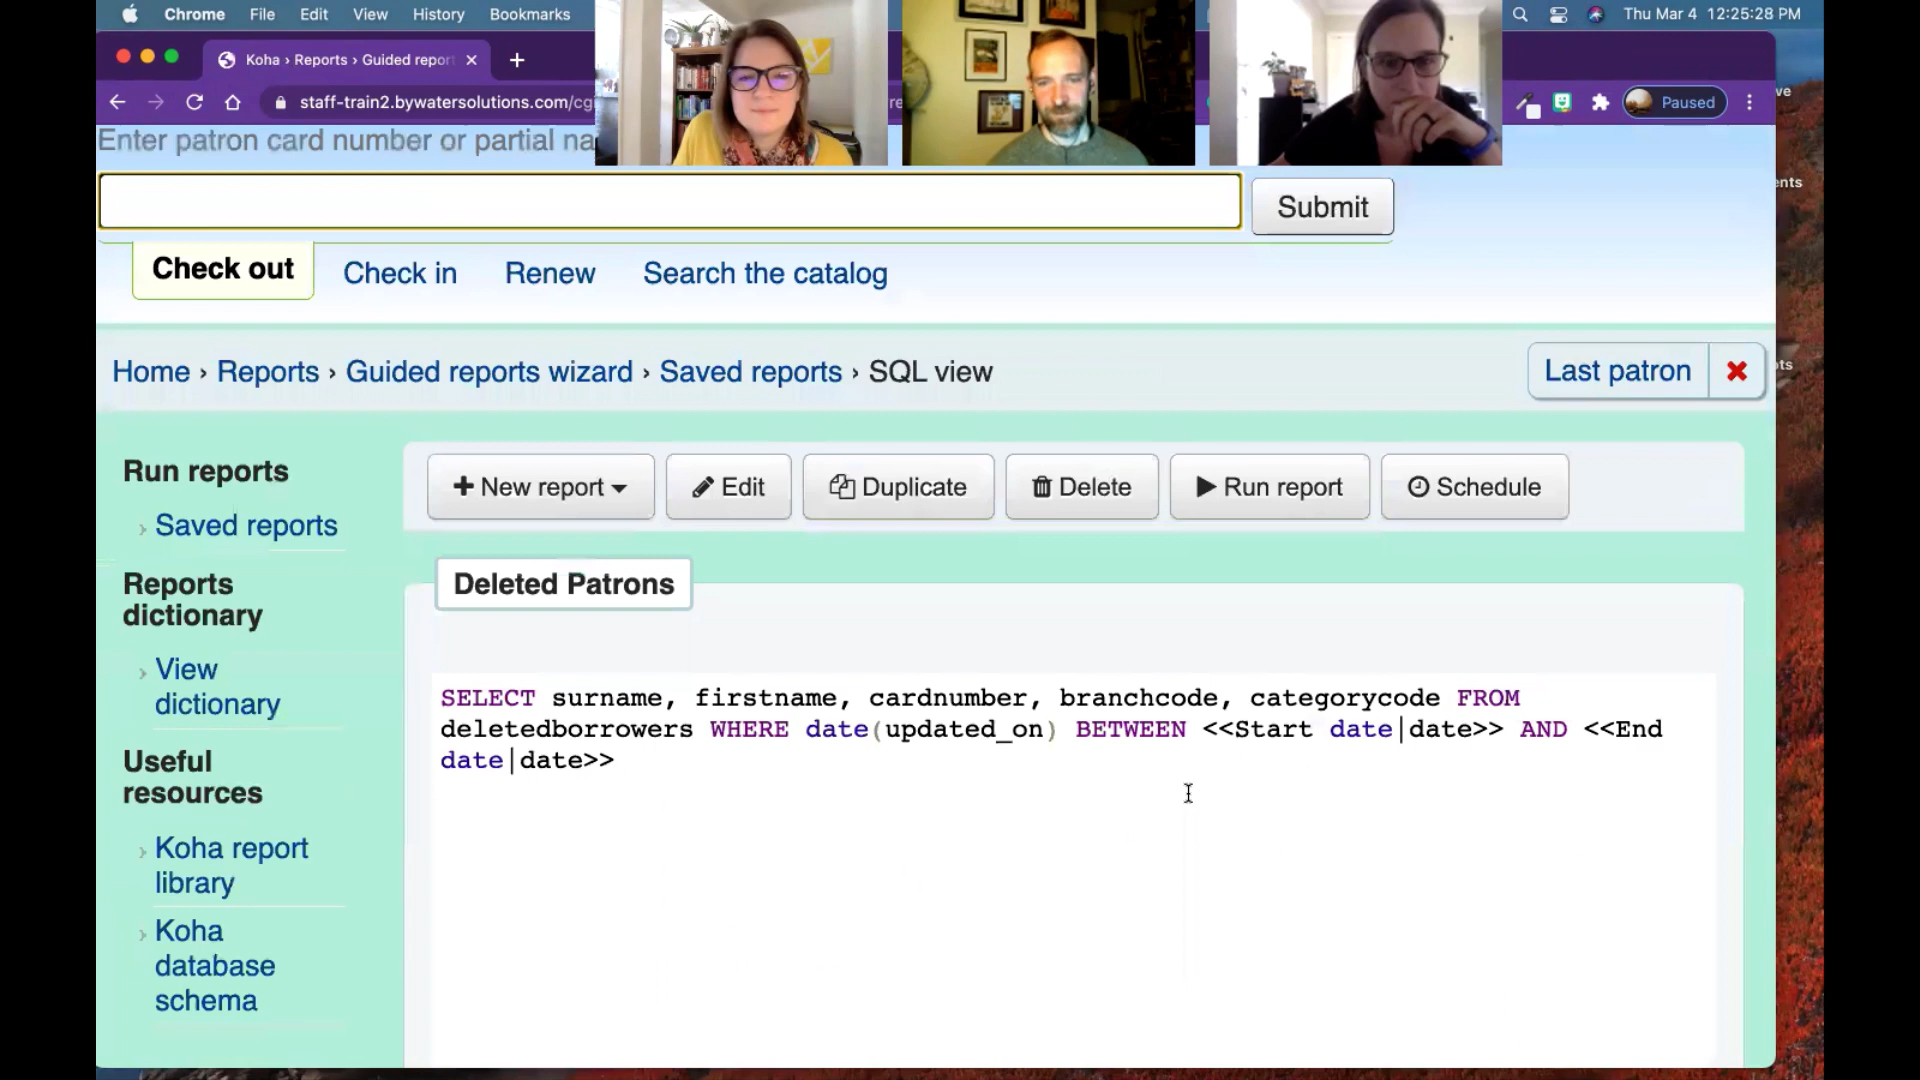 Chrome File Edit View History Bookmarks
Thu Mar 4 12:25:28 PM
Koha › Reports › Guided repor
staff-train2.bywatersolutions.com/cg
Paused
Enter patron card number or partial na
Submit
Check out Check in Renew Search the catalog
Home › Reports › Guided reports wizard › Saved reports › SQL view
Last patron
Run reports
› Saved reports
Reports
dictionary
› View
dictionary
Useful
resources
› Koha report
library
› Koha
database
schema
+ New report Edit Duplicate Delete Run report Schedule
Deleted Patrons
SELECT surname, firstname, cardnumber, branchcode, categorycode FROM
deletedborrowers WHERE date(updated_on) BETWEEN <<Start date|date>> AND <<End
date|date>>